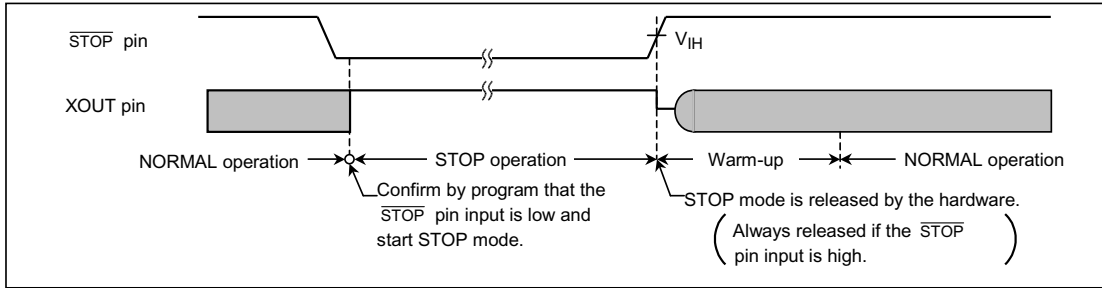 STOP pin
VIH
XOUT pin
NORMAL operation
STOP operation
Warm-up
NORMAL operation
Confirm by program that the
STOP pin input is low and
start STOP mode.
STOP mode is released by the hardware.
( Always released if the STOP
pin input is high. )